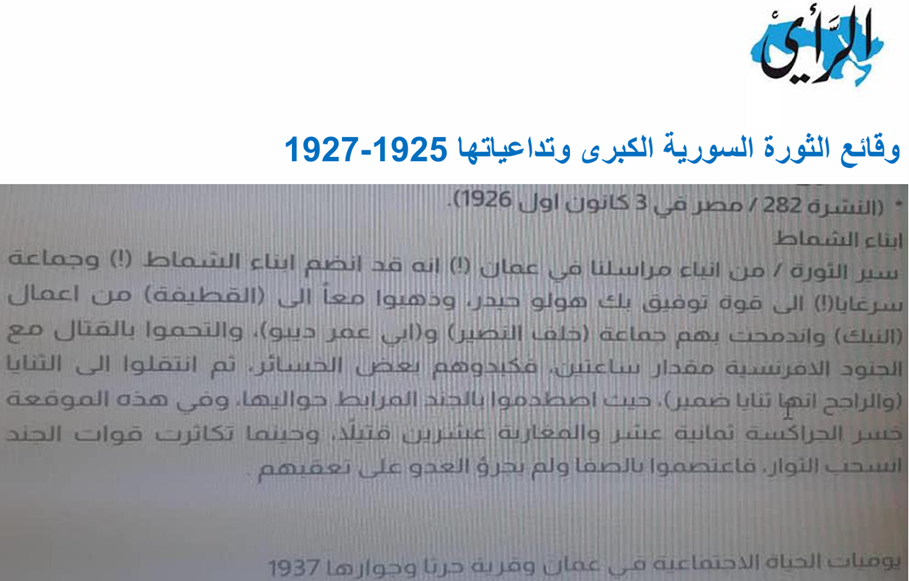 الرأي
وقائع الثورة السورية الكبرى وتداعياتها 1925-1927
* (النشرة 282 / مصر في 3 كانون اول 1926).
ابناء الشماط
سير الثورة / من انباء مراسلنا في عمان (!) انه قد انضم ابناء الشماط (!) وجماعة
سرغايا(!) الى قوة توفيق بك هولو حيدر، وذهبوا معاً الى (القطيفة) من اعمال
(النبك) واندمجت بهم جماعة (خلف النصير) و(ابي عمر ديبو)، والتحموا بالقتال مع
الجنود الافرنسية مقدار ساعتين، فكبدوهم بعض الخسائر، ثم انتقلوا الى الثنايا
(والراجح انها ثنايا ضمير)، حيث اصطدموا بالجند المرابط حواليها، وفي هذه الموقعة
خسر الجراكسة ثمانية عشر والمغاربة عشرين قتيلًا، وحينما تكاثرت قوات الجند
انسحب الثوار، فاعتصموا بالصفا ولم يجرؤ العدو على تعقبهم .
يوميات الحياة الاجتماعية في عمان وقرية جرثا وجوارها 1937